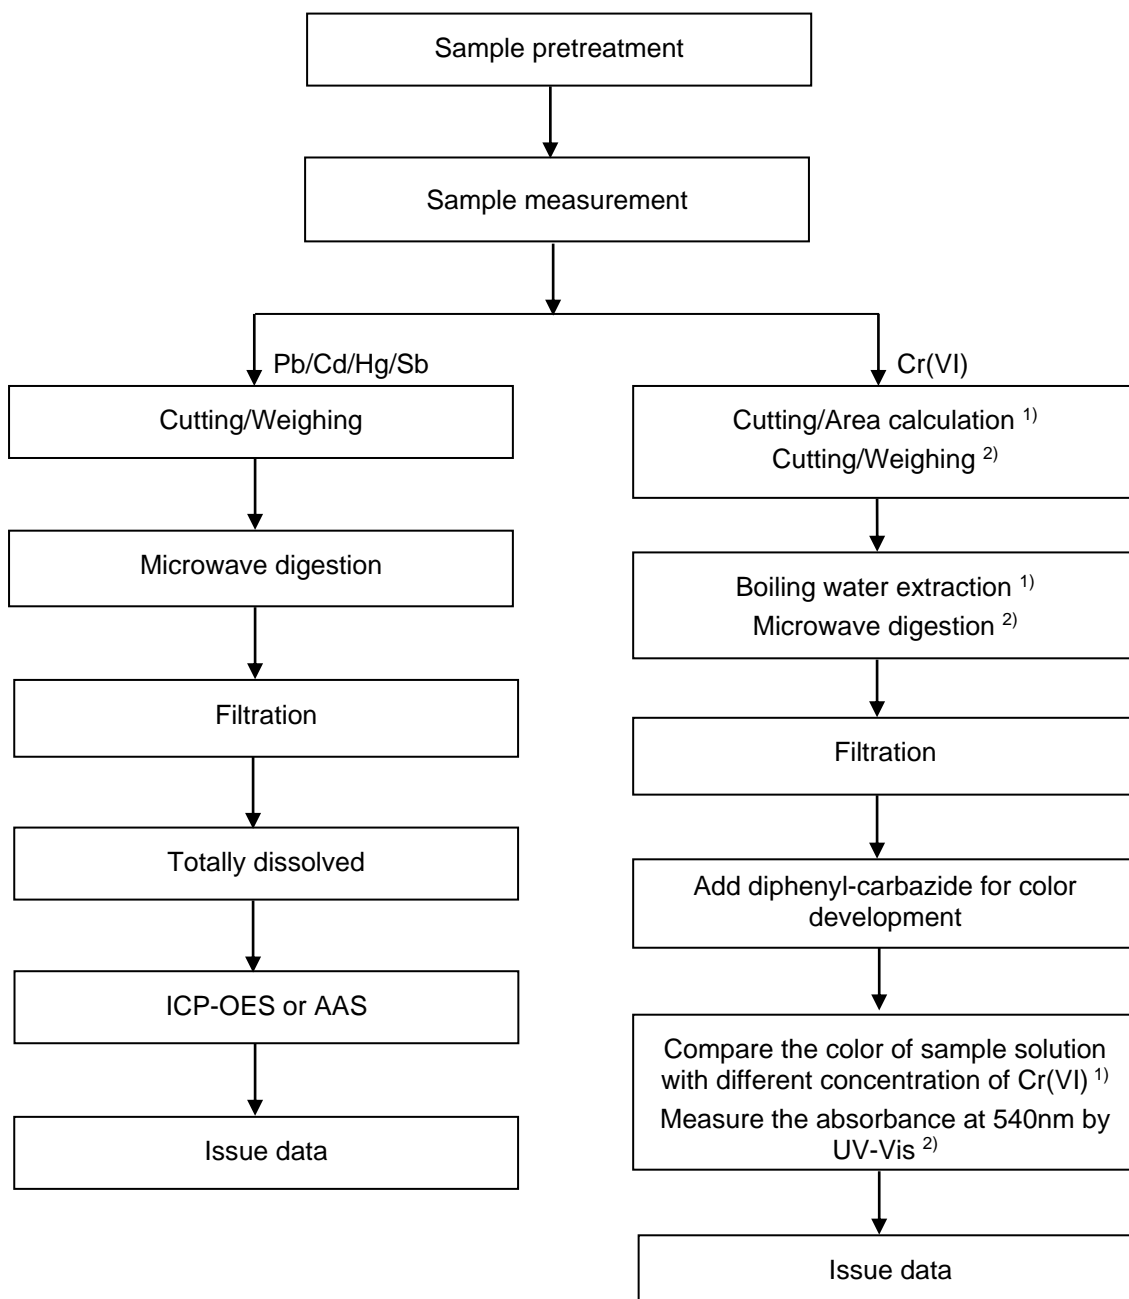 Sample pretreatment
Sample measurement
Pb/Cd/Hg/Sb
Cutting/Weighing
Microwave digestion
Filtration
Totally dissolved
ICP-OES or AAS
Issue data
Cr(VI)
Cutting/Area calculation 1)
Cutting/Weighing 2)
Boiling water extraction 1)
Microwave digestion 2)
Filtration
Add diphenyl-carbazide for color
development
Compare the color of sample solution
with different concentration of Cr(VI) 1)
Measure the absorbance at 540nm by
UV-Vis 2)
Issue data